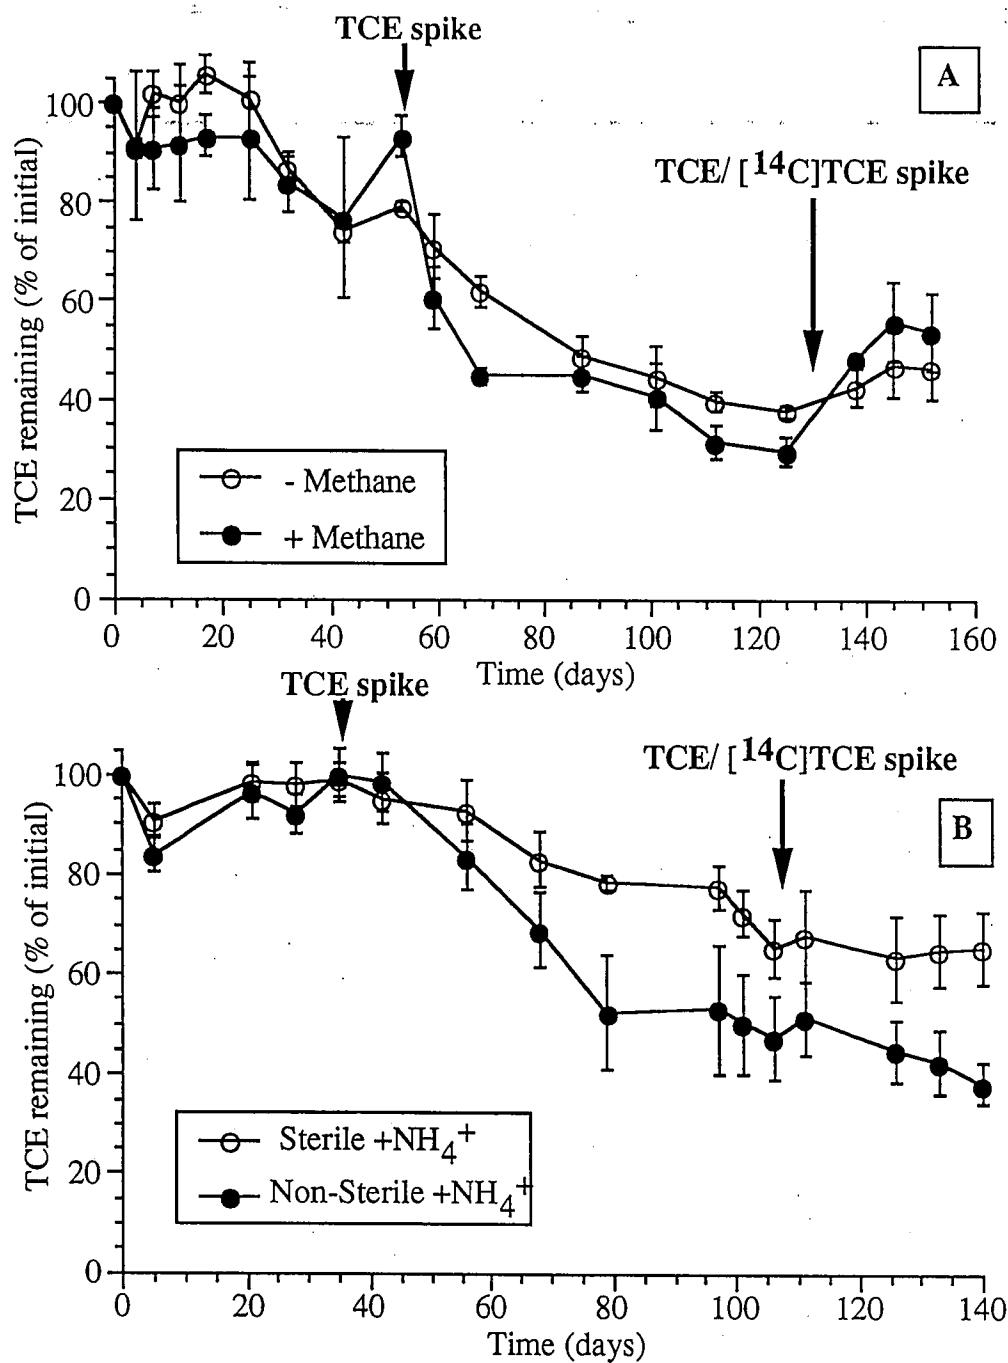 TCE spike
A
TCE/ [14C]TCE spike
TCE remaining (% of initial)
100
80
60
40
20
0
- Methane
+ Methane
0 20 40 60 80 100 120 140 160
Time (days)
TCE spike
TCE/ [14C]TCE spike
B
TCE remaining (% of initial)
100
80
60
40
20
0
Sterile +NH4+
Non-Sterile +NH4+
0 20 40 60 80 100 120 140
Time (days)